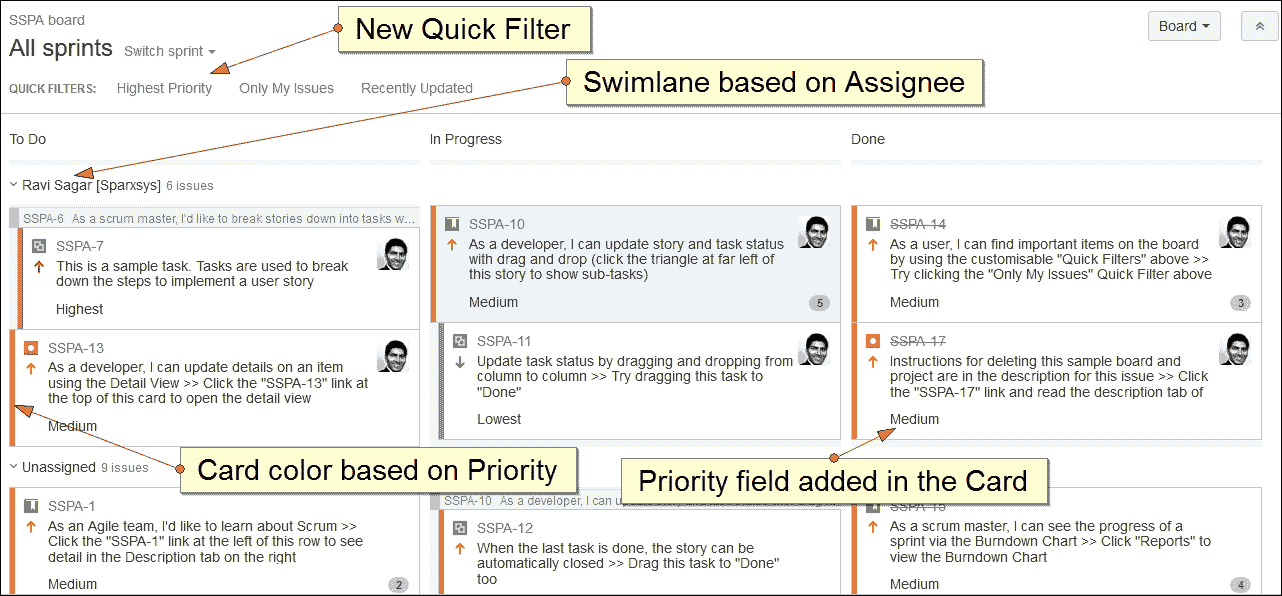 SSPA board
All sprints Switch sprint
New Quick Filter
Board
QUICK FILTERS: Highest Priority Only My Issues Recently Updated
Swimlane based on Assignee
To Do In Progress Done
Ravi Sagar [Sparxsys] 6 issues
SSPA-6 As a scrum master, I'd like to break stories down into tasks w...
SSPA-7
This is a sample task. Tasks are used to break
down the steps to implement a user story
Highest
SSPA-13
As a developer, I can update details on an item
using the Detail View >> Click the "SSPA-13" link at
the top of this card to open the detail view
Medium
SSPA-10
As a developer, I can update story and task status
with drag and drop (click the triangle at far left of
this story to show sub-tasks)
Medium 5
SSPA-11
Update task status by dragging and dropping from
column to column >> Try dragging this task to
"Done"
Lowest
SSPA-14
As a user, I can find important items on the board
by using the customisable "Quick Filters" above >>
Try clicking the "Only My Issues" Quick Filter above
Medium 3
SSPA-17
Instructions for deleting this sample board and
project are in the description for this issue >> Click
the "SSPA-17" link and read the description tab of
Medium
Card color based on Priority
Priority field added in the Card
Unassigned 9 issues
SSPA-1
As an Agile team, I'd like to learn about Scrum >>
Click the "SSPA-1" link at the left of this row to see
detail in the Description tab on the right
Medium 2
SSPA-10 As a developer, I can u
SSPA-12
When the last task is done, the story can be
automatically closed >> Drag this task to "Done"
too
SSPA-15
As a scrum master, I can see the progress of a
sprint via the Burndown Chart >> Click "Reports" to
view the Burndown Chart
Medium 4